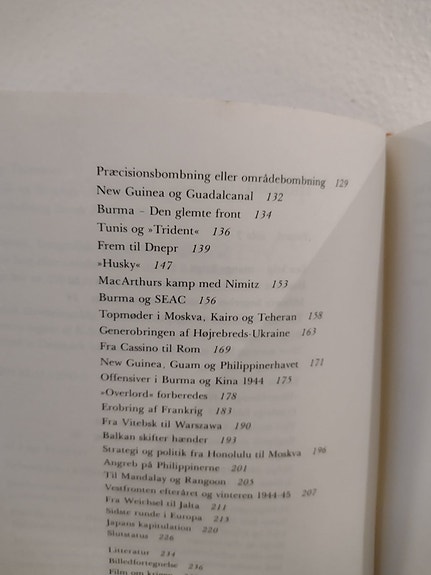 Præcisionsbombning eller områdebombning 129
New Guinea og Guadalcanal 132
Burma – Den glemte front 134
Tunis og »Trident« 136
Frem til Dnepr 139
»Husky« 147
MacArthurs kamp med Nimitz 153
Burma og SEAC 156
Topmøder i Moskva, Kairo og Teheran 158
Generobringen af Højrebreds-Ukraine 163
Fra Cassino til Rom 169
New Guinea, Guam og Philippinerhavet 171
Offensiver i Burma og Kina 1944 175
»Overlord« forberedes 178
Erobring af Frankrig 183
Fra Vitebsk til Warszawa 190
Balkan skifter hænder 193
Strategi og politik fra Honolulu til Moskva 196
Angreb på Philippinerne 201
Til Mandalay og Rangoon 205
Vestfronten efteråret og vinteren 1944-45 207
Fra Weichsel til Jalta 211
Sidste runde i Europa 215
Japans kapitulation 220
Slutstatus 226
Litteratur 234
Billedfortegnelse 236
Film om